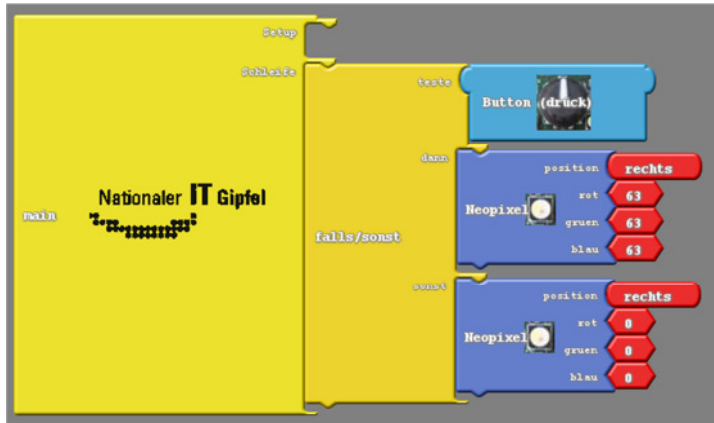 Setup
Schleife
teste
Button (druck)
dann
position rechts
rot 63
Neopixel
gruen 63
blau 63
Nationaler IT Gipfel
main
falls/sonst
sonst
position rechts
rot 0
Neopixel
gruen 0
blau 0